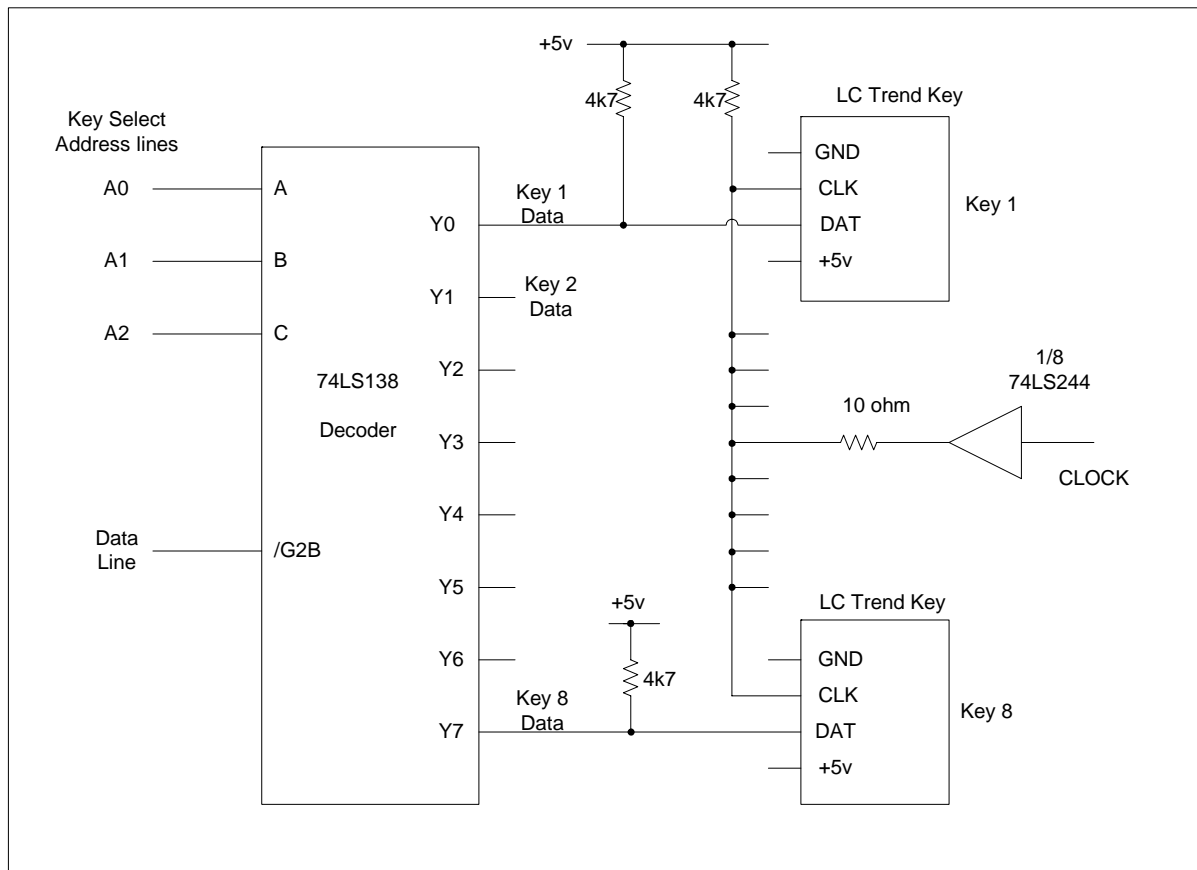 +5v
4k7
4k7
LC Trend Key
Key Select
Address lines
GND
A0
A
CLK
Key 1
Data
Key 1
Y0
DAT
A1
B
+5v
Y1
Key 2
Data
A2
C
1/8
74LS244
Y2
74LS138
10 ohm
Decoder
Y3
CLOCK
Y4
Data
Line
/G2B
Y5
+5v
LC Trend Key
Y6
GND
4k7
Key 8
Data
CLK
Key 8
Y7
DAT
+5v